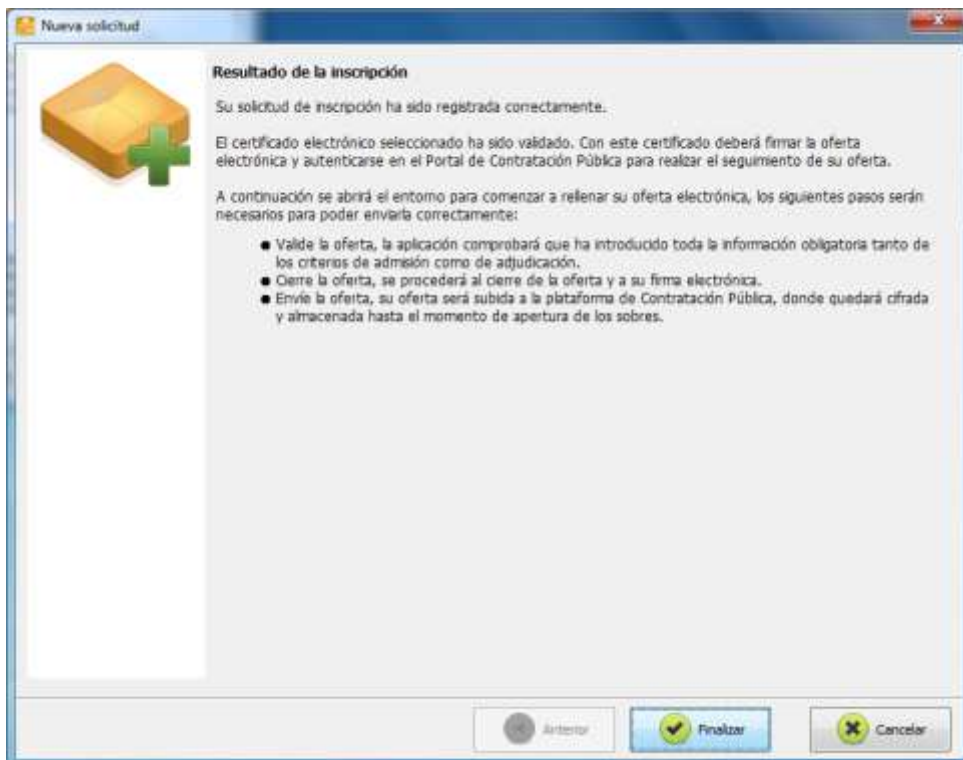 Nueva solicitud
Resultado de la inscripción
Su solicitud de inscripción ha sido registrada correctamente.
El certificado electrónico seleccionado ha sido validado. Con este certificado deberá firmar la oferta
electrónica y autenticarse en el Portal de Contratación Pública para realizar el seguimiento de su oferta.
A continuación se abrirá el entorno para comenzar a rellenar su oferta electrónica, los siguientes pasos serán
necesarios para poder enviarla correctamente:
● Valide la oferta, la aplicación comprobará que ha introducido toda la información obligatoria tanto de
los criterios de admisión como de adjudicación.
● Cierre la oferta, se procederá al cierre de la oferta y a su firma electrónica.
● Envíe la oferta, su oferta será subida a la plataforma de Contratación Pública, donde quedará cifrada
y almacenada hasta el momento de apertura de los sobres.
Anterior
Finalizar
Cancelar